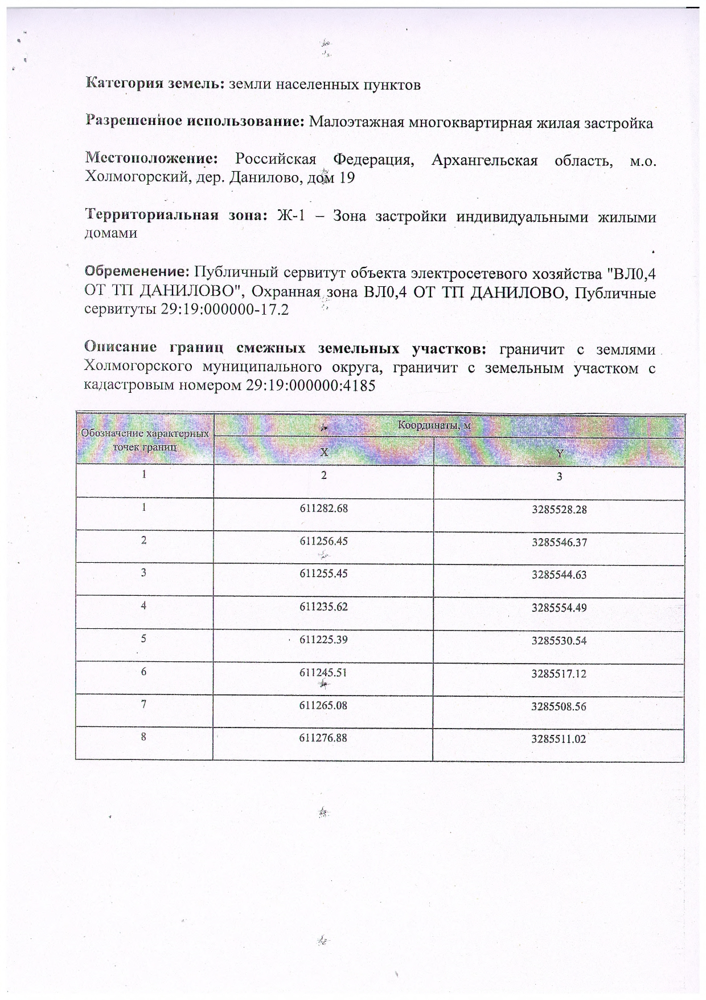 Категория земель: земли населенных пунктов
Разрешенное использование: Малоэтажная многоквартирная жилая застройка
Местоположение: Российская Федерация, Архангельская область, м.о.
Холмогорский, дер. Данилово, дом 19
Территориальная зона: Ж-1 – Зона застройки индивидуальными жилыми
домами
Обременение: Публичный сервитут объекта электросетевого хозяйства "ВЛ0,4
ОТ ТП ДАНИЛОВО", Охранная зона ВЛ0,4 ОТ ТП ДАНИЛОВО, Публичные
сервитуты 29:19:000000-17.2
Описание границ смежных земельных участков: граничит с землями
Холмогорского муниципального округа, граничит с земельным участком с
кадастровым номером 29:19:000000:4185
Обозначение характерных
точек границ
Координаты, м
X Y
1 2 3
1 611282.68 3285528.28
2 611256.45 3285546.37
3 611255.45 3285544.63
4 611235.62 3285554.49
5 611225.39 3285530.54
6 611245.51 3285517.12
7 611265.08 3285508.56
8 611276.88 3285511.02